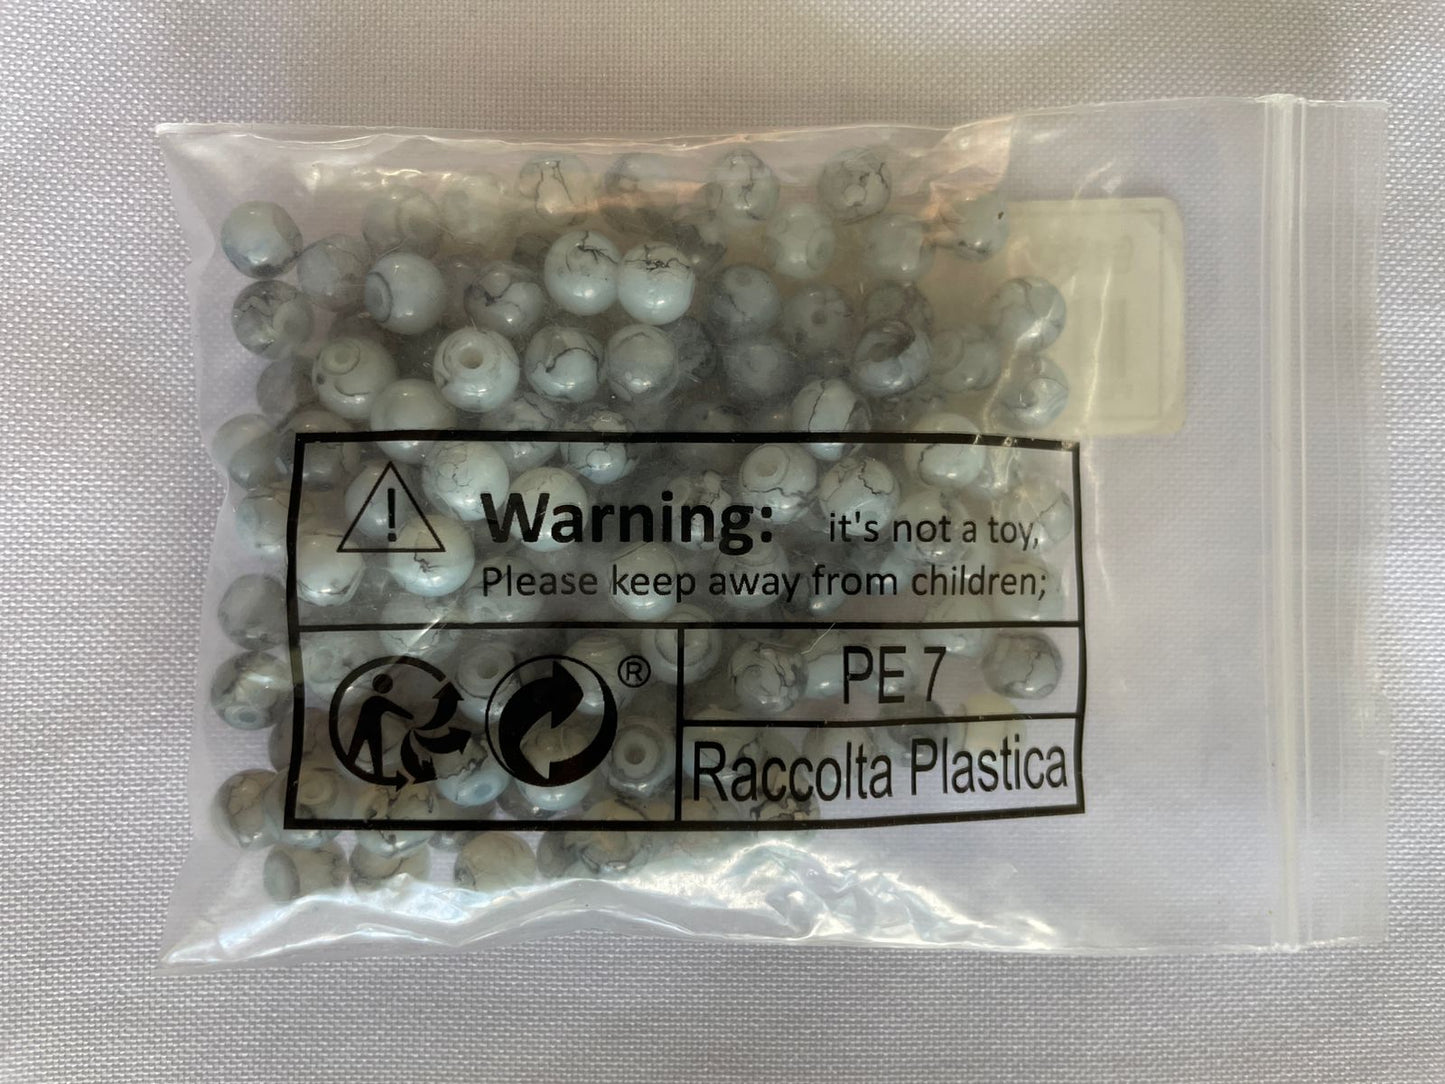 Warning: it's not a toy,
Please keep away from children;
®
PE 7
Raccolta Plastica